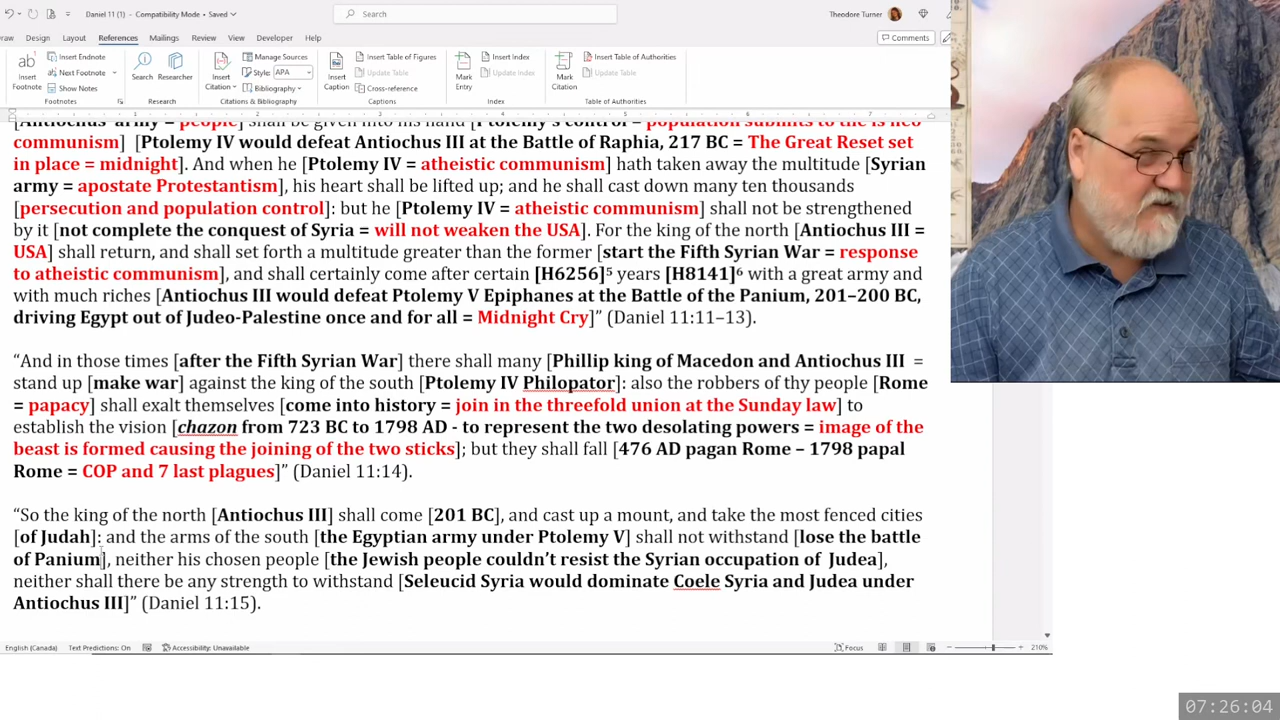 Daniel 11 (1) - Compatibility Mode • Saved
Search
Theodore Turner
raw Design Layout References Mailings Review View Developer Help
Comments
ab
Insert Footnote
Insert Endnote
Next Footnote
Show Notes
Footnotes
Search
Researcher
Research
Insert Citation
Manage Sources
Style: APA
Bibliography
Citations & Bibliography
Insert Caption
Insert Table of Figures
Update Table
Cross-reference
Captions
Mark Entry
Insert Index
Update Index
Index
Mark Citation
Insert Table of Authorities
Update Table
Table of Authorities
communism] [Ptolemy IV would defeat Antiochus III at the Battle of Raphia, 217 BC = The Great Reset set
in place = midnight]. And when he [Ptolemy IV = atheistic communism] hath taken away the multitude [Syrian
army = apostate Protestantism], his heart shall be lifted up; and he shall cast down many ten thousands
[persecution and population control]: but he [Ptolemy IV = atheistic communism] shall not be strengthened
by it [not complete the conquest of Syria = will not weaken the USA]. For the king of the north [Antiochus III =
USA] shall return, and shall set forth a multitude greater than the former [start the Fifth Syrian War = response
to atheistic communism], and shall certainly come after certain [H6256]5 years [H8141]6 with a great army and
with much riches [Antiochus III would defeat Ptolemy V Epiphanes at the Battle of the Panium, 201–200 BC,
driving Egypt out of Judeo-Palestine once and for all = Midnight Cry]” (Daniel 11:11–13).
“And in those times [after the Fifth Syrian War] there shall many [Phillip king of Macedon and Antiochus III =
stand up [make war] against the king of the south [Ptolemy IV Philopator]: also the robbers of thy people [Rome
= papacy] shall exalt themselves [come into history = join in the threefold union at the Sunday law] to
establish the vision [chazon from 723 BC to 1798 AD - to represent the two desolating powers = image of the
beast is formed causing the joining of the two sticks]; but they shall fall [476 AD pagan Rome – 1798 papal
Rome = COP and 7 last plagues]” (Daniel 11:14).
“So the king of the north [Antiochus III] shall come [201 BC], and cast up a mount, and take the most fenced cities
[of Judah]: and the arms of the south [the Egyptian army under Ptolemy V] shall not withstand [lose the battle
of Panium], neither his chosen people [the Jewish people couldn’t resist the Syrian occupation of Judea],
neither shall there be any strength to withstand [Seleucid Syria would dominate Coele Syria and Judea under
Antiochus III]” (Daniel 11:15).
English (Canada) Text Predictions: On Accessibility: Unavailable
Focus
210%
07:26:04